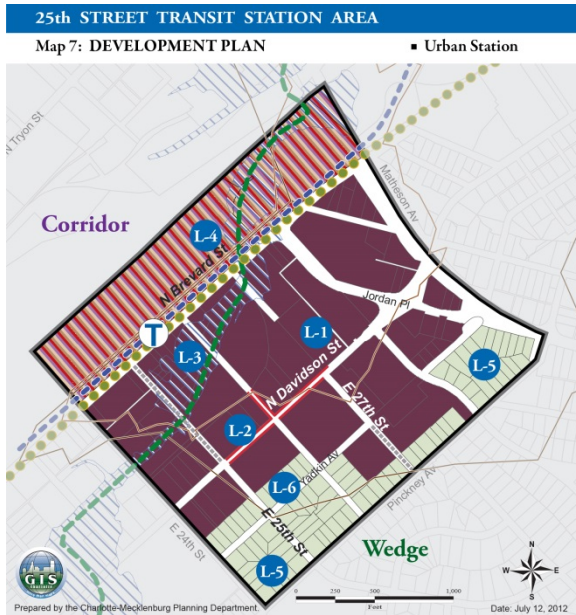 25th STREET TRANSIT STATION AREA
Map 7: DEVELOPMENT PLAN
▪ Urban Station
N Tryon St
Matheson Av
Corridor
L-4
N Brevard St
T
Jordan Pl
L-3
L-1
L-5
N Davidson St
E 27th St
L-2
Yadkin Av
L-6
Pinckney Av
E 25th St
E 24th St
L-5
Wedge
GIS
N
W
E
S
0 250 500 1,000
Feet
Prepared by the Charlotte-Mecklenburg Planning Department.
Date: July 12, 2012